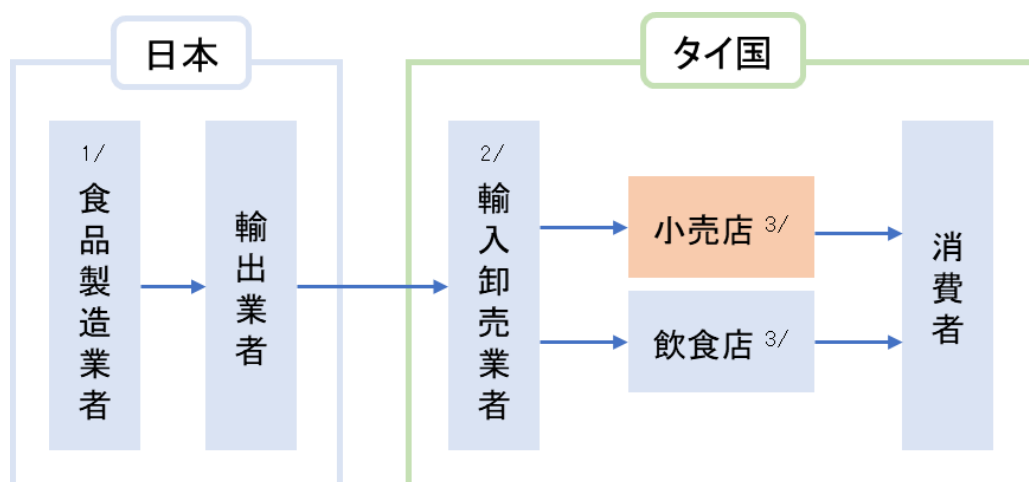 日本
タイ国
1/
食品製造業者
輸出業者
2/
輸入卸売業者
小売店 3/
飲食店 3/
消費者